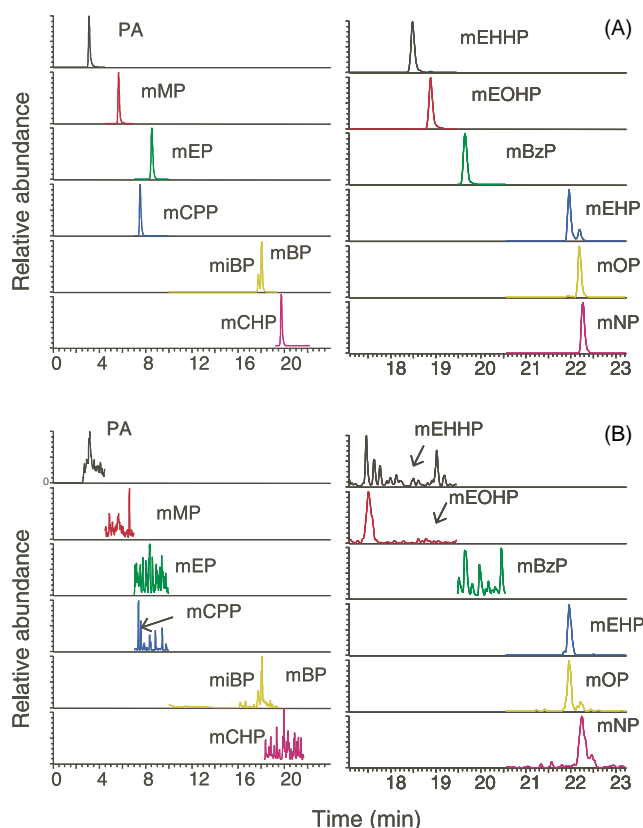 (A)
Relative abundance
PA
mMP
mEP
mCPP
miBP
mBP
mCHP
0 4 8 12 16 20
mEHHP
mEOHP
mBzP
mEHP
mOP
mNP
18 19 20 21 22 23
(B)
Relative abundance
0
PA
mMP
mEP
mCPP
miBP
mBP
mCHP
0 4 8 12 16 20
mEHHP
mEOHP
mBzP
mEHP
mOP
mNP
18 19 20 21 22 23
Time (min)